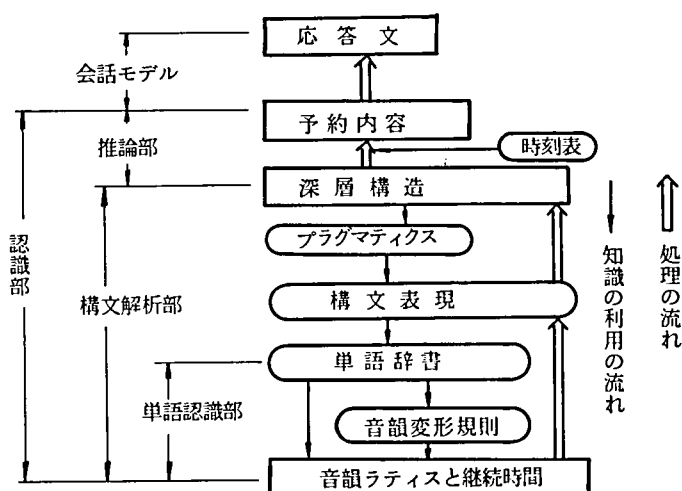 応答文
会話モデル
予約内容
推論部
時刻表
深層構造
プラグマティクス
認識部
構文解析部
構文表現
単語辞書
単語認識部
音韻変形規則
音韻ラティスと継続時間
知識の利用の流れ
処理の流れ